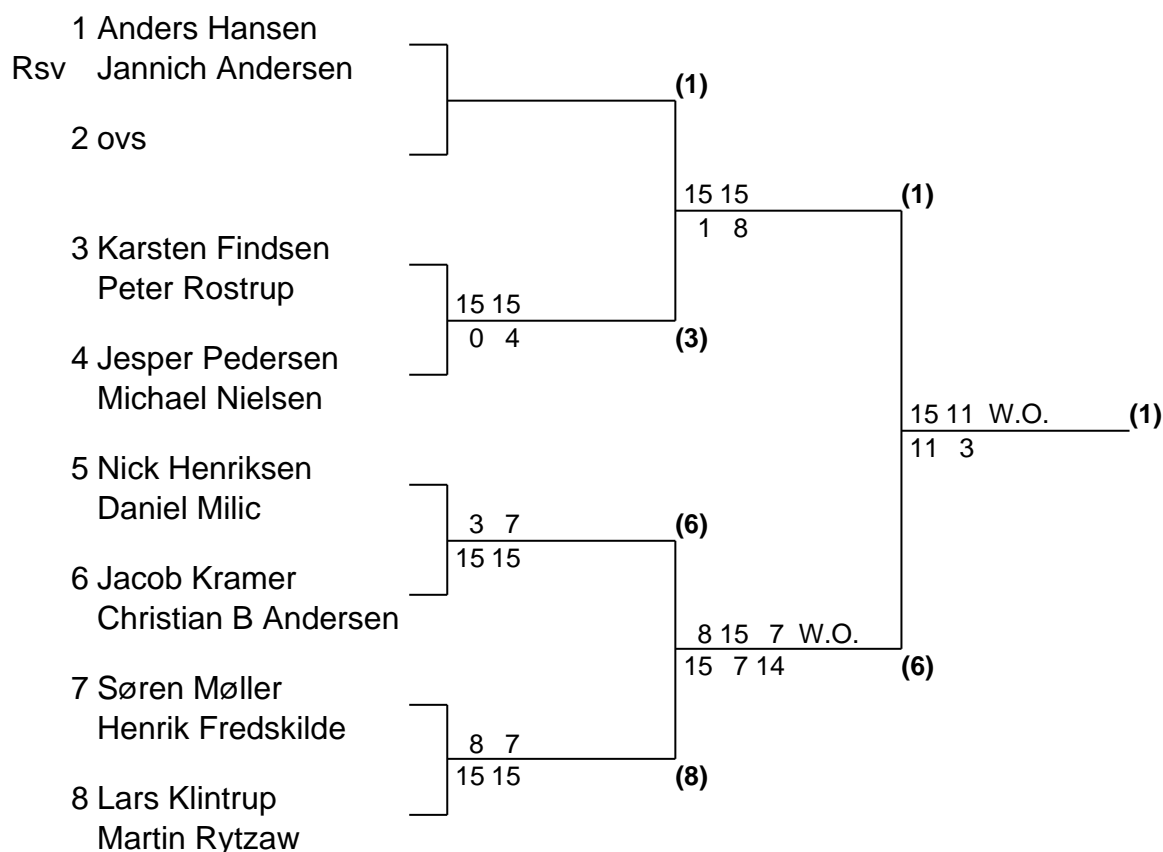 1 Anders Hansen
Rsv Jannich Andersen
(1)
2 ovs
15 15
(1)
1 8
3 Karsten Findsen
Peter Rostrup
15 15
0 4
(3)
4 Jesper Pedersen
Michael Nielsen
15 11 W.O.
(1)
11 3
5 Nick Henriksen
Daniel Milic
3 7
(6)
15 15
6 Jacob Kramer
Christian B Andersen
8 15 7 W.O.
15 7 14
(6)
7 Søren Møller
Henrik Fredskilde
8 7
15 15
(8)
8 Lars Klintrup
Martin Rytzaw